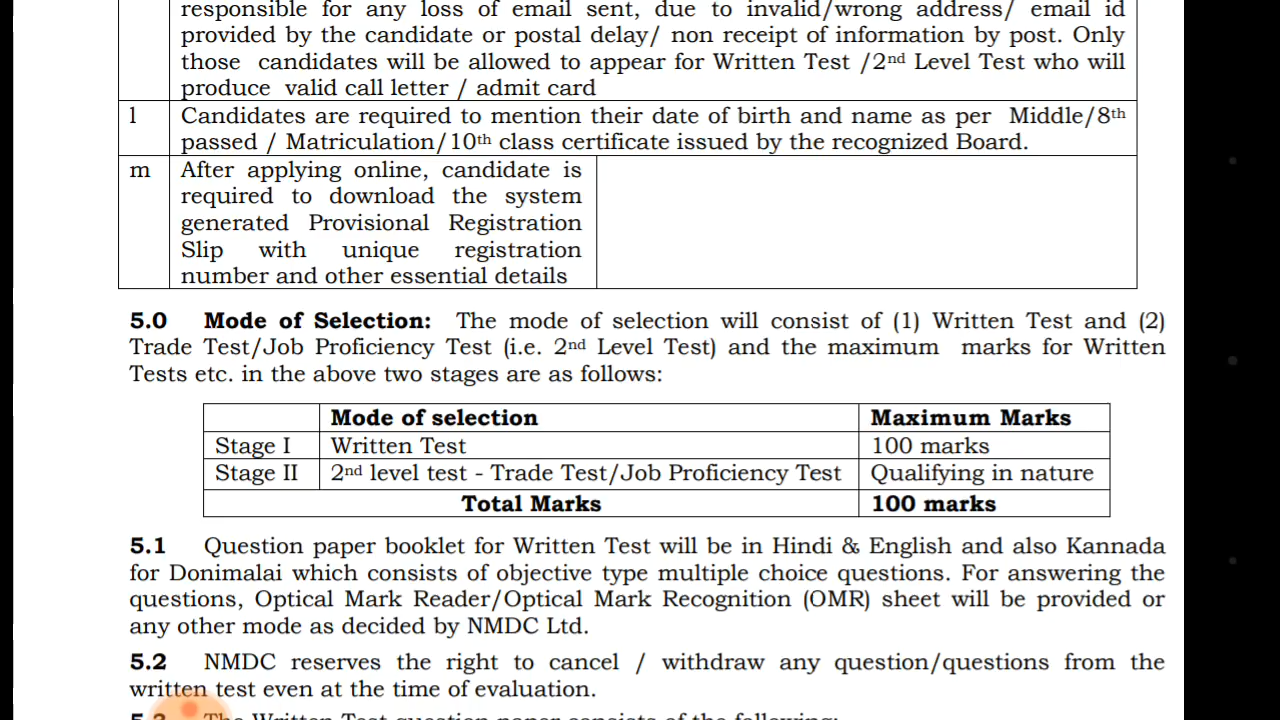 responsible for any loss of email sent, due to invalid/wrong address/ email id
provided by the candidate or postal delay/ non receipt of information by post. Only
those candidates will be allowed to appear for Written Test /2nd Level Test who will
produce valid call letter / admit card
l Candidates are required to mention their date of birth and name as per Middle/8th
passed / Matriculation/10th class certificate issued by the recognized Board.
m After applying online, candidate is
required to download the system
generated Provisional Registration
Slip with unique registration
number and other essential details
5.0 Mode of Selection: The mode of selection will consist of (1) Written Test and (2)
Trade Test/Job Proficiency Test (i.e. 2nd Level Test) and the maximum marks for Written
Tests etc. in the above two stages are as follows:
Mode of selection Maximum Marks
Stage I Written Test 100 marks
Stage II 2nd level test - Trade Test/Job Proficiency Test Qualifying in nature
Total Marks 100 marks
5.1 Question paper booklet for Written Test will be in Hindi & English and also Kannada
for Donimalai which consists of objective type multiple choice questions. For answering the
questions, Optical Mark Reader/Optical Mark Recognition (OMR) sheet will be provided or
any other mode as decided by NMDC Ltd.
5.2 NMDC reserves the right to cancel / withdraw any question/questions from the
written test even at the time of evaluation.
5.3 The Written Test question paper consists of the following: